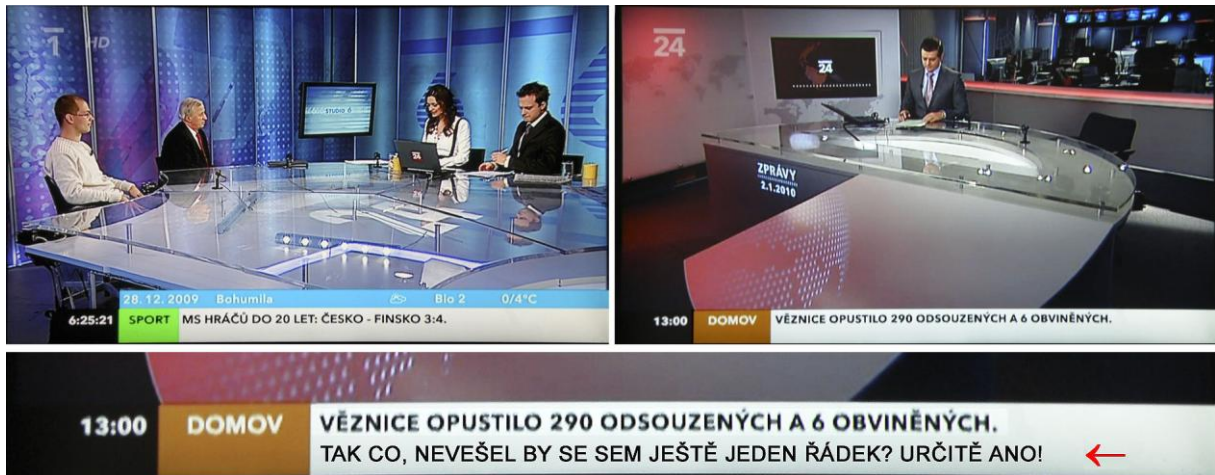 1 HD
STUDIO 6
24
28.12.2009 Bohumila Bio 2 0/4°C
6:25:21 SPORT MS HRÁČŮ DO 20 LET: ČESKO - FINSKO 3:4.
24
24
ZPRÁVY
2.1.2010
13:00 DOMOV VĚZNICE OPUSTILO 290 ODSOUZENÝCH A 6 OBVINĚNÝCH.
13:00 DOMOV VĚZNICE OPUSTILO 290 ODSOUZENÝCH A 6 OBVINĚNÝCH.
TAK CO, NEVEŠEL BY SE SEM JEŠTĚ JEDEN ŘÁDEK? URČITĚ ANO!